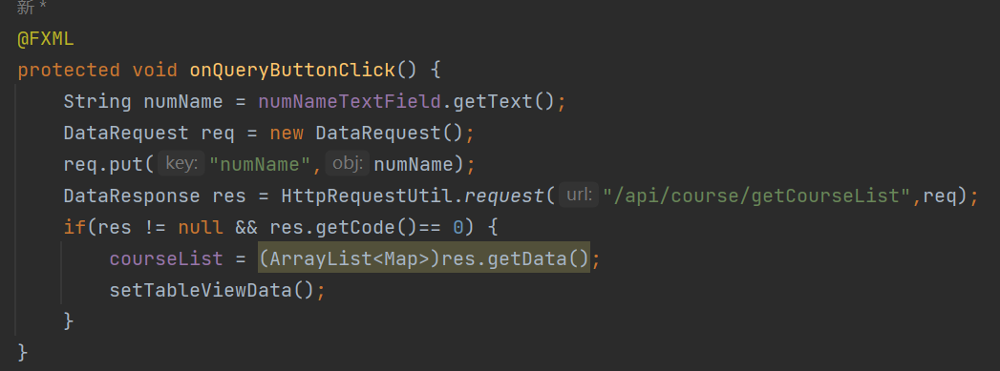 新 *
@FXML
protected void onQueryButtonClick() {
String numName = numNameTextField.getText();
DataRequest req = new DataRequest();
req.put( key: "numName", obj: numName);
DataResponse res = HttpRequestUtil.request( url: "/api/course/getCourseList",req);
if(res != null && res.getCode()== 0) {
courseList = (ArrayList<Map>)res.getData();
setTableViewData();
}
}